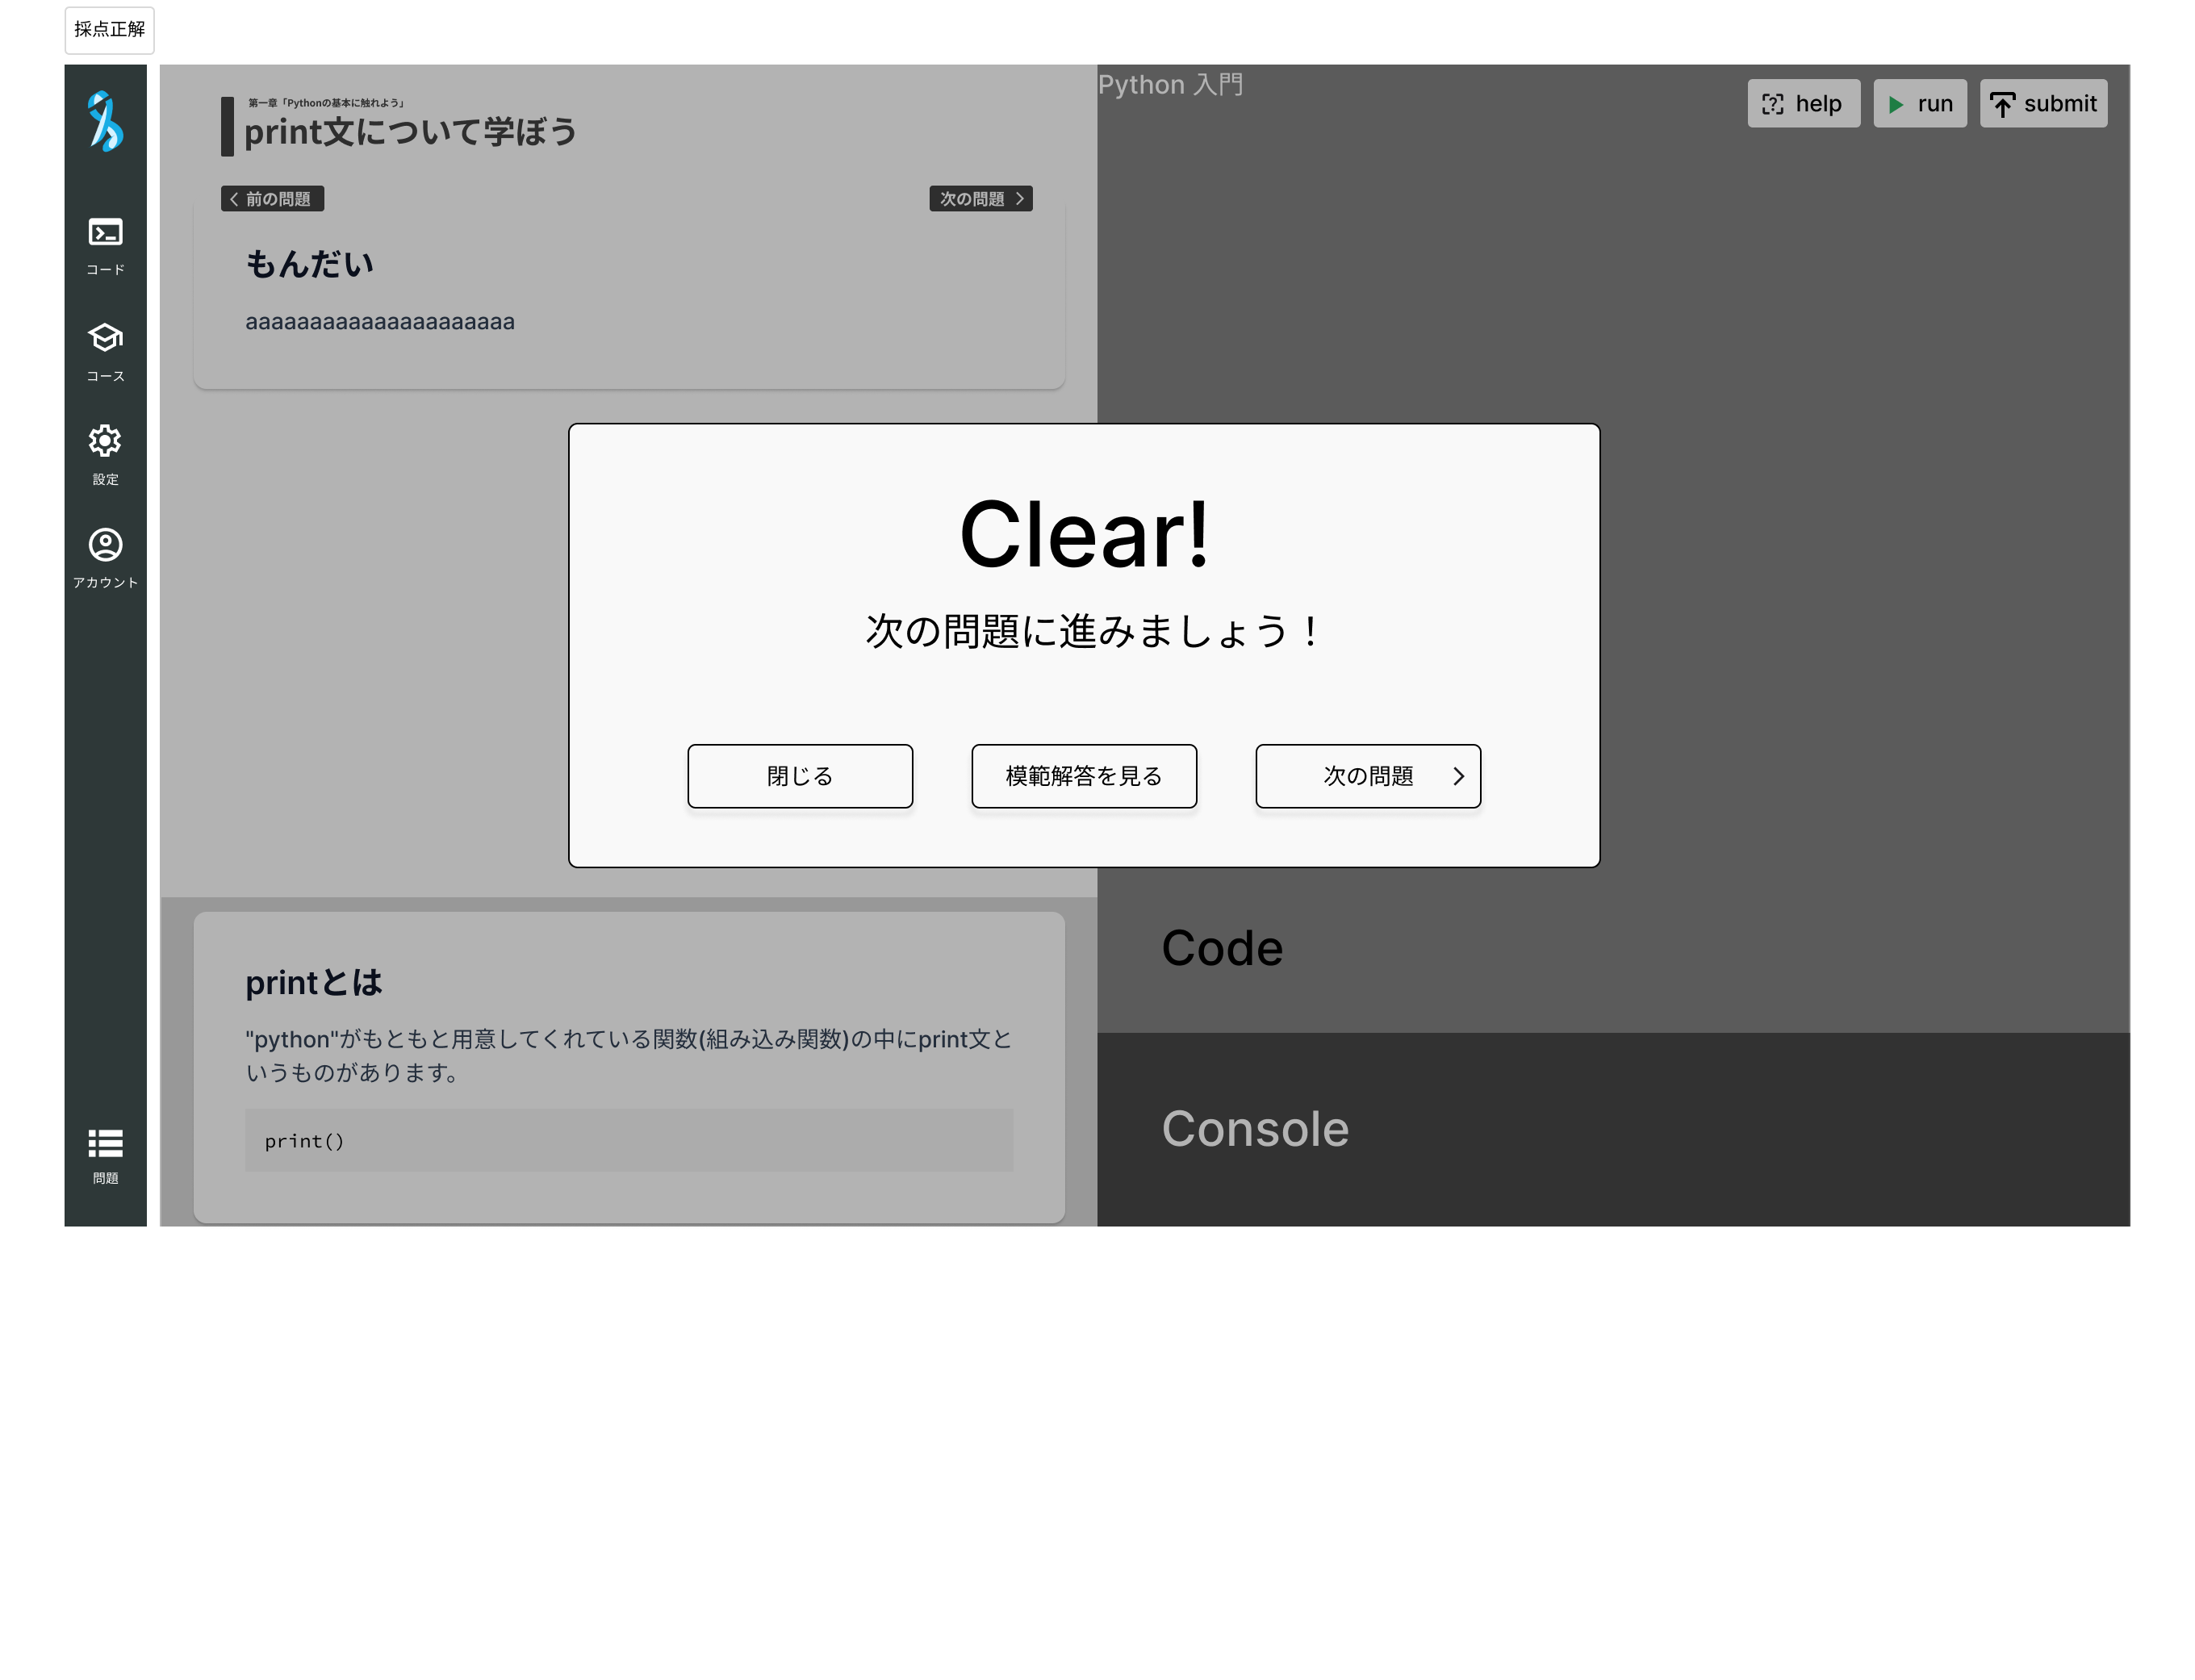 採点正解
コード
コース
設定
アカウント
問題
第一章「Pythonの基本に触れよう」
print文について学ぼう
前の問題
次の問題
もんだい
aaaaaaaaaaaaaaaaaaaaa
Python 入門
help
run
submit
Clear!
次の問題に進みましょう！
閉じる
模範解答を見る
次の問題
printとは
"python"がもともと用意してくれている関数(組み込み関数)の中にprint文と
いうものがあります。
print()
Code
Console